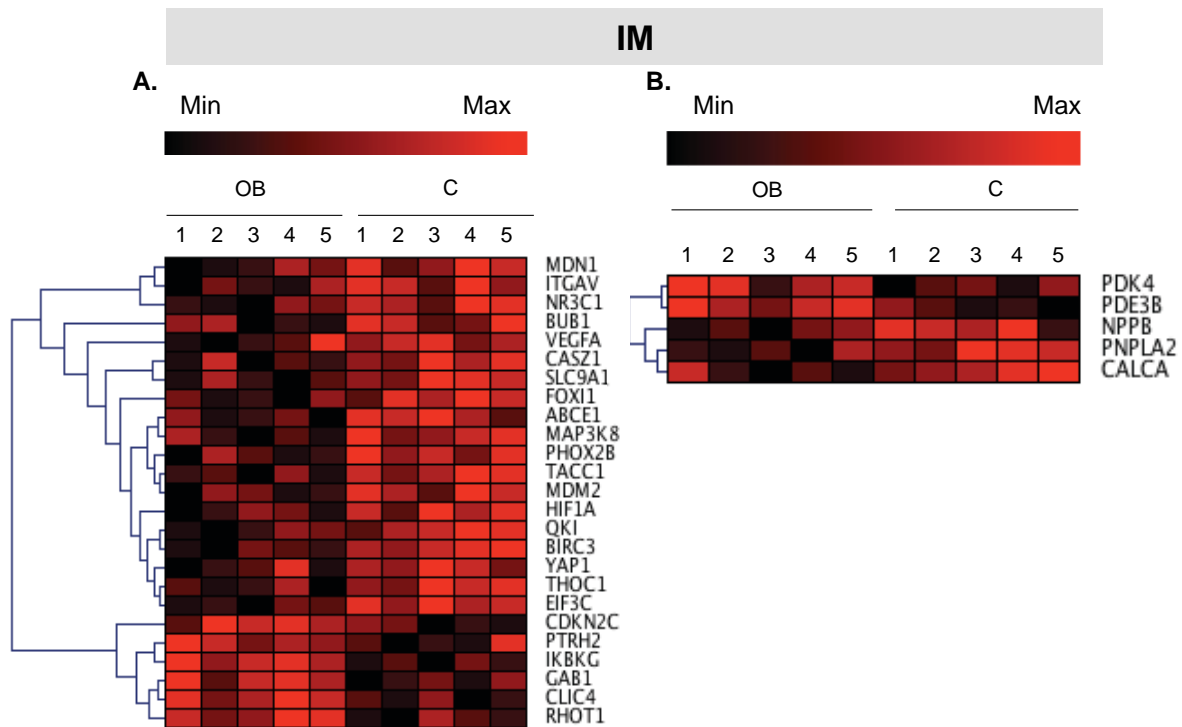 IM
A.
Min Max
OB C
1 2 3 4 5 1 2 3 4 5
MDN1
ITGAV
NR3C1
BUB1
VEGFA
CASZ1
SLC9A1
FOXI1
ABCE1
MAP3K8
PHOX2B
TACC1
MDM2
HIF1A
QKI
BIRC3
YAP1
THOC1
EIF3C
CDKN2C
PTRH2
IKBKG
GAB1
CLIC4
RHOT1
B.
Min Max
OB C
1 2 3 4 5 1 2 3 4 5
PDK4
PDE3B
NPPB
PNPLA2
CALCA